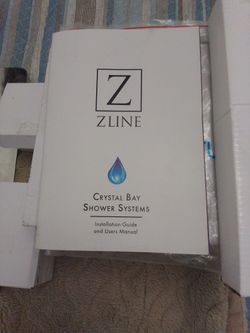 Z
ZLINE
CRYSTAL BAY
SHOWER SYSTEMS
Installation Guide
and Users Manual